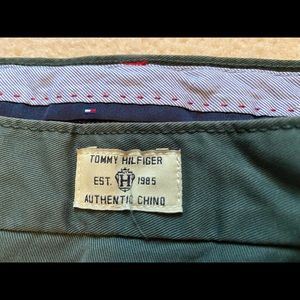 TOMMY HILFIGER
EST. H 1985
AUTHENTIC CHINO